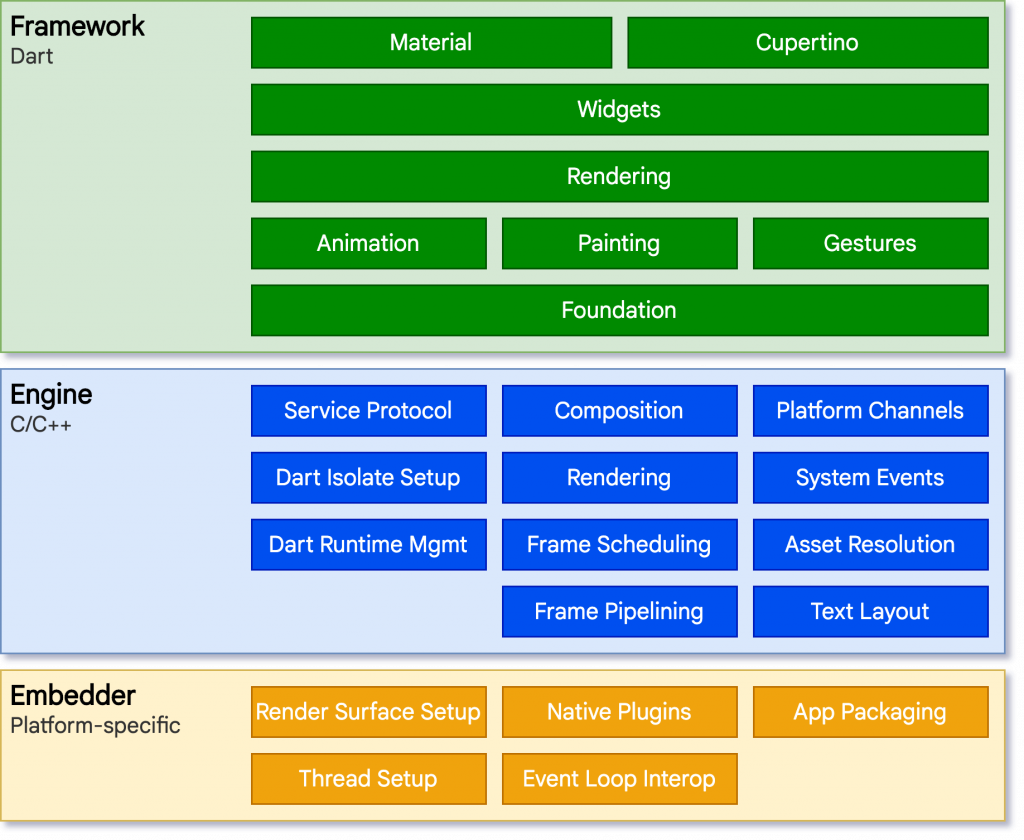 Framework
Dart
Material
Cupertino
Widgets
Rendering
Animation
Painting
Gestures
Foundation
Engine
C/C++
Service Protocol
Composition
Platform Channels
Dart Isolate Setup
Rendering
System Events
Dart Runtime Mgmt
Frame Scheduling
Asset Resolution
Frame Pipelining
Text Layout
Embedder
Platform-specific
Render Surface Setup
Native Plugins
App Packaging
Thread Setup
Event Loop Interop